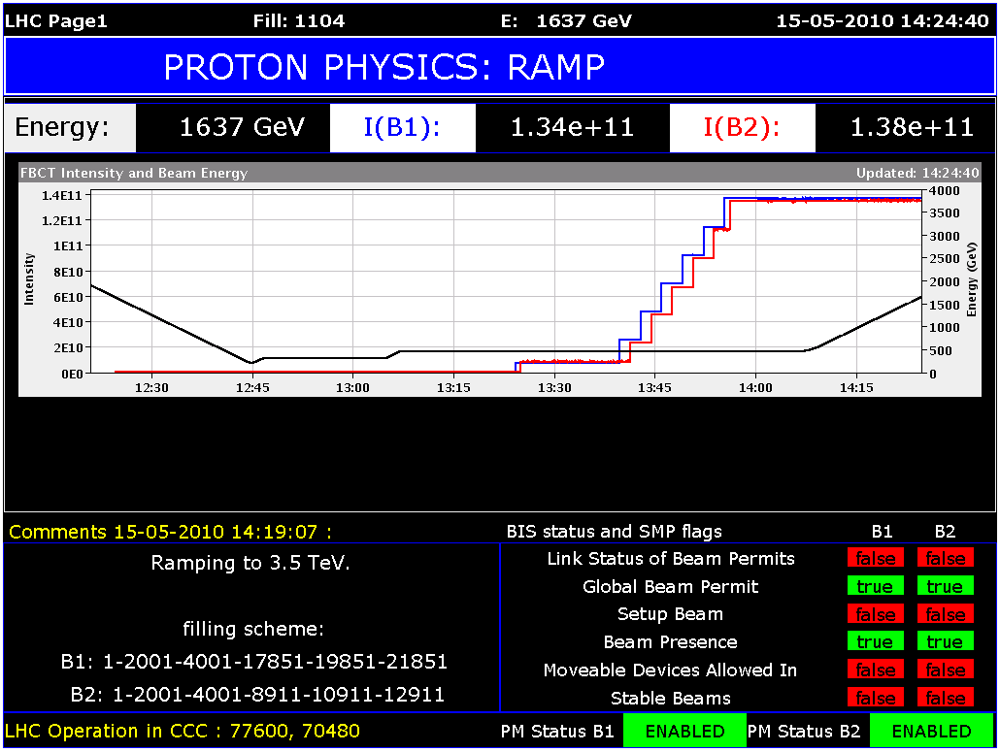 LHC Page1 Fill: 1104 E: 1637 GeV 15-05-2010 14:24:40
PROTON PHYSICS: RAMP
Energy: 1637 GeV I(B1): 1.34e+11 I(B2): 1.38e+11
FBCT Intensity and Beam Energy Updated: 14:24:40
Intensity
1.4E11
1.2E11
1E11
8E10
6E10
4E10
2E10
0E0
4000
3500
3000
2500
2000
1500
1000
500
0
Energy (GeV)
12:30 12:45 13:00 13:15 13:30 13:45 14:00 14:15
Comments 15-05-2010 14:19:07 :
Ramping to 3.5 TeV.
filling scheme:
B1: 1-2001-4001-17851-19851-21851
B2: 1-2001-4001-8911-10911-12911
BIS status and SMP flags B1 B2
Link Status of Beam Permits false false
Global Beam Permit true true
Setup Beam false false
Beam Presence true true
Moveable Devices Allowed In false false
Stable Beams false false
LHC Operation in CCC : 77600, 70480 PM Status B1 ENABLED PM Status B2 ENABLED